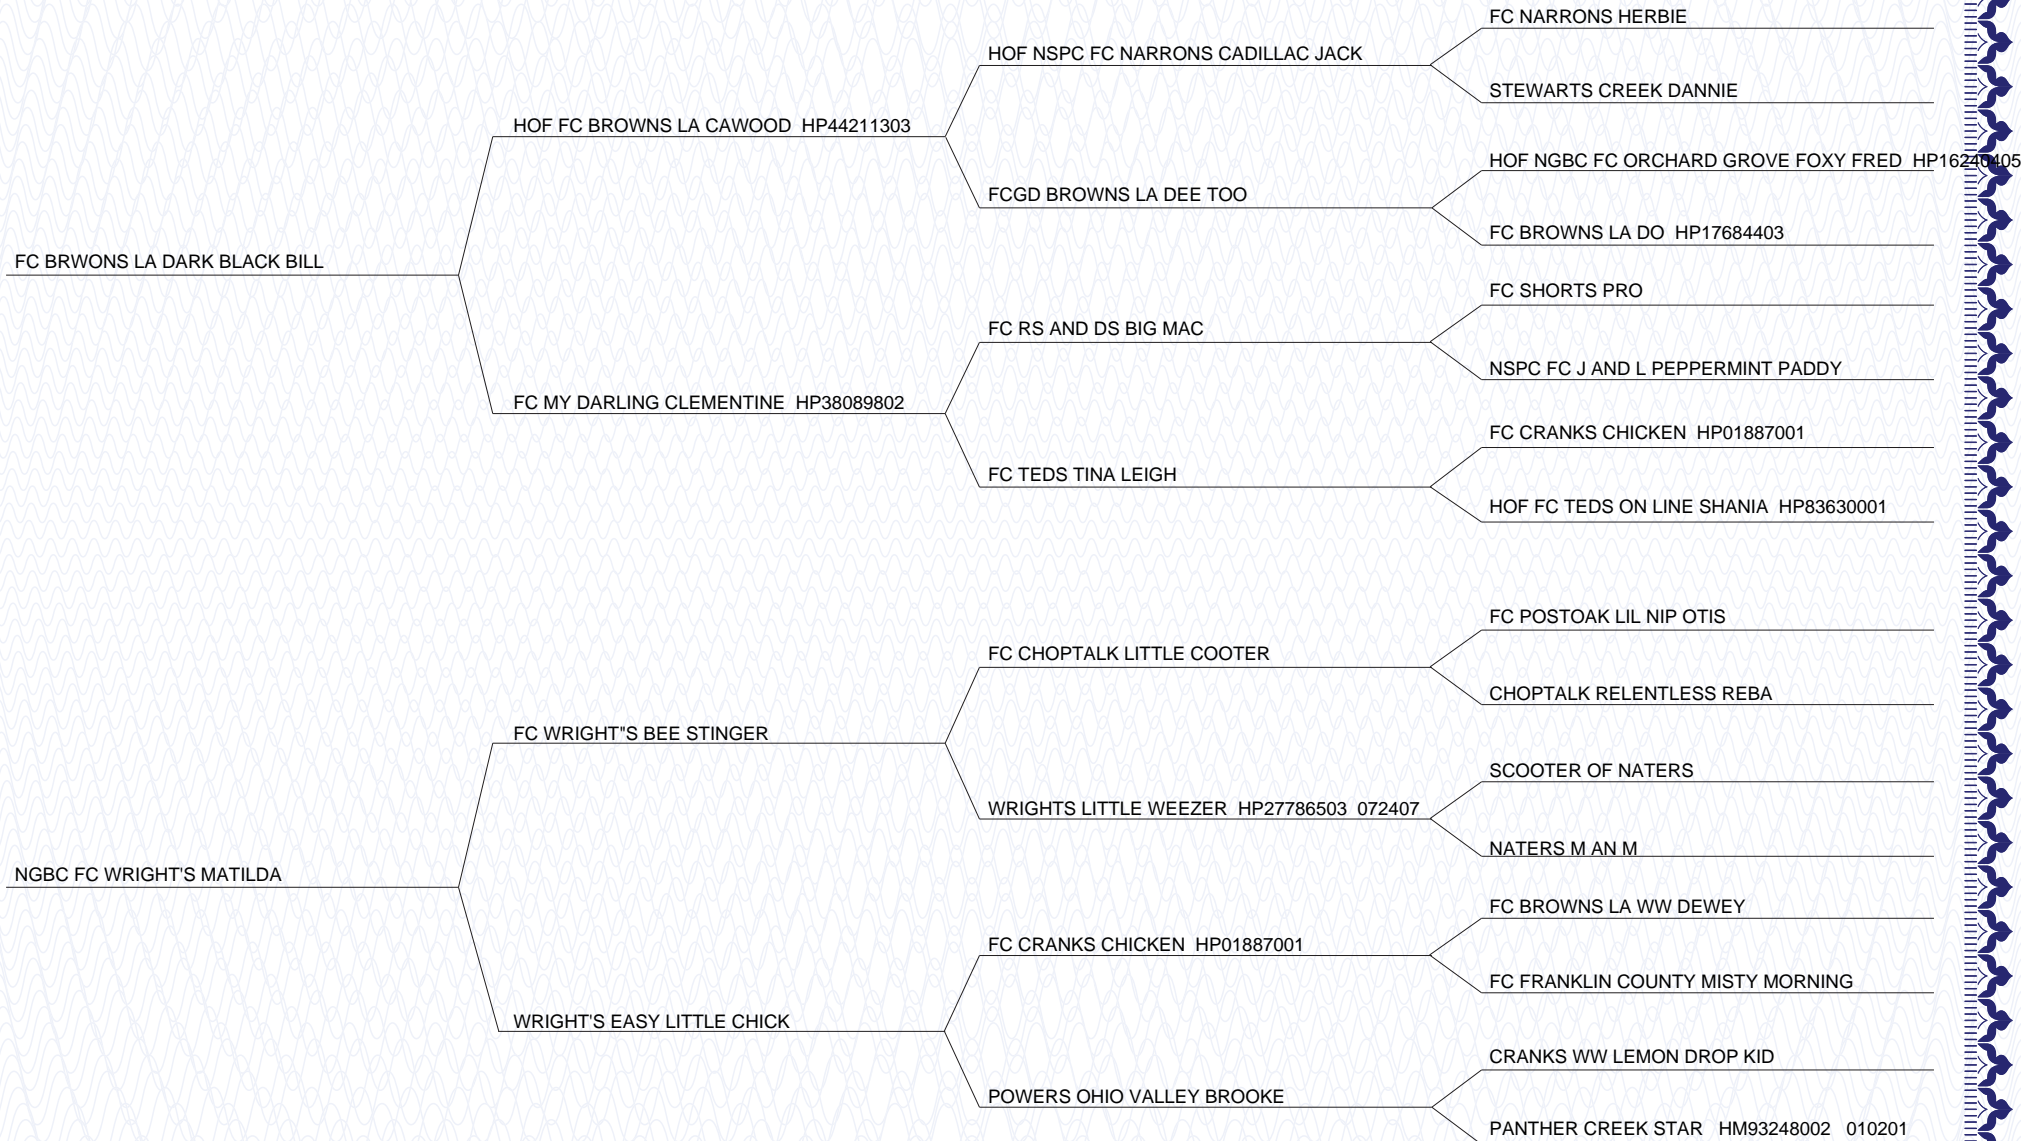 FC NARRONS HERBIE
HOF NSPC FC NARRONS CADILLAC JACK
STEWARTS CREEK DANNIE
HOF FC BROWNS LA CAWOOD HP44211303
HOF NGBC FC ORCHARD GROVE FOXY FRED HP16240405
FCGD BROWNS LA DEE TOO
FC BROWNS LA DO HP17684403
FC BRWONS LA DARK BLACK BILL
FC SHORTS PRO
FC RS AND DS BIG MAC
NSPC FC J AND L PEPPERMINT PADDY
FC MY DARLING CLEMENTINE HP38089802
FC CRANKS CHICKEN HP01887001
FC TEDS TINA LEIGH
HOF FC TEDS ON LINE SHANIA HP83630001
FC POSTOAK LIL NIP OTIS
FC CHOPTALK LITTLE COOTER
CHOPTALK RELENTLESS REBA
FC WRIGHT"S BEE STINGER
SCOOTER OF NATERS
WRIGHTS LITTLE WEEZER HP27786503 072407
NATERS M AN M
NGBC FC WRIGHT'S MATILDA
FC BROWNS LA WW DEWEY
FC CRANKS CHICKEN HP01887001
FC FRANKLIN COUNTY MISTY MORNING
WRIGHT'S EASY LITTLE CHICK
CRANKS WW LEMON DROP KID
POWERS OHIO VALLEY BROOKE
PANTHER CREEK STAR HM93248002 010201